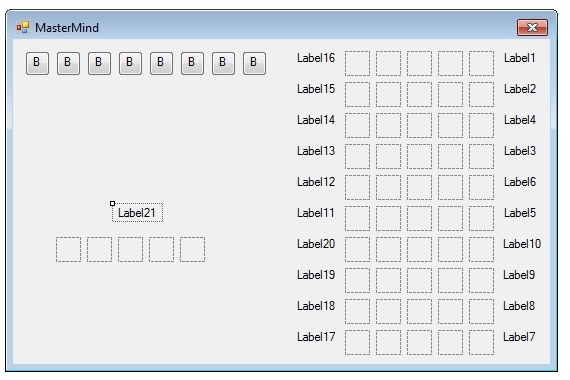 MasterMind
B B B B B B B B
Label16 Label1
Label15 Label2
Label14 Label4
Label13 Label3
Label12 Label6
Label11 Label5
Label21
Label20 Label10
Label19 Label9
Label18 Label8
Label17 Label7